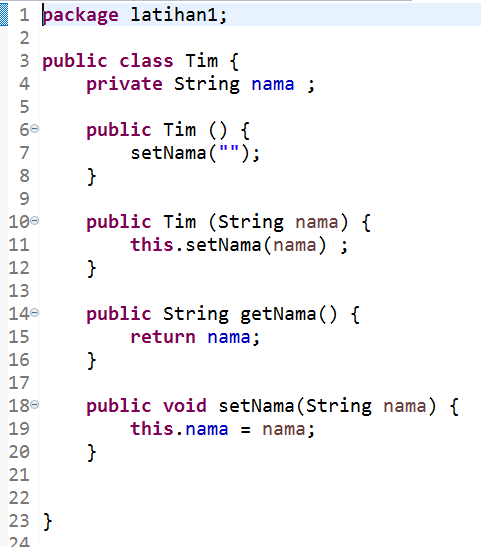 1 package latihan1;
2
3 public class Tim {
4     private String nama ;
5
6     public Tim () {
7         setNama("");
8     }
9
10     public Tim (String nama) {
11         this.setNama(nama) ;
12     }
13
14     public String getNama() {
15         return nama;
16     }
17
18     public void setNama(String nama) {
19         this.nama = nama;
20     }
21
22
23 }
24